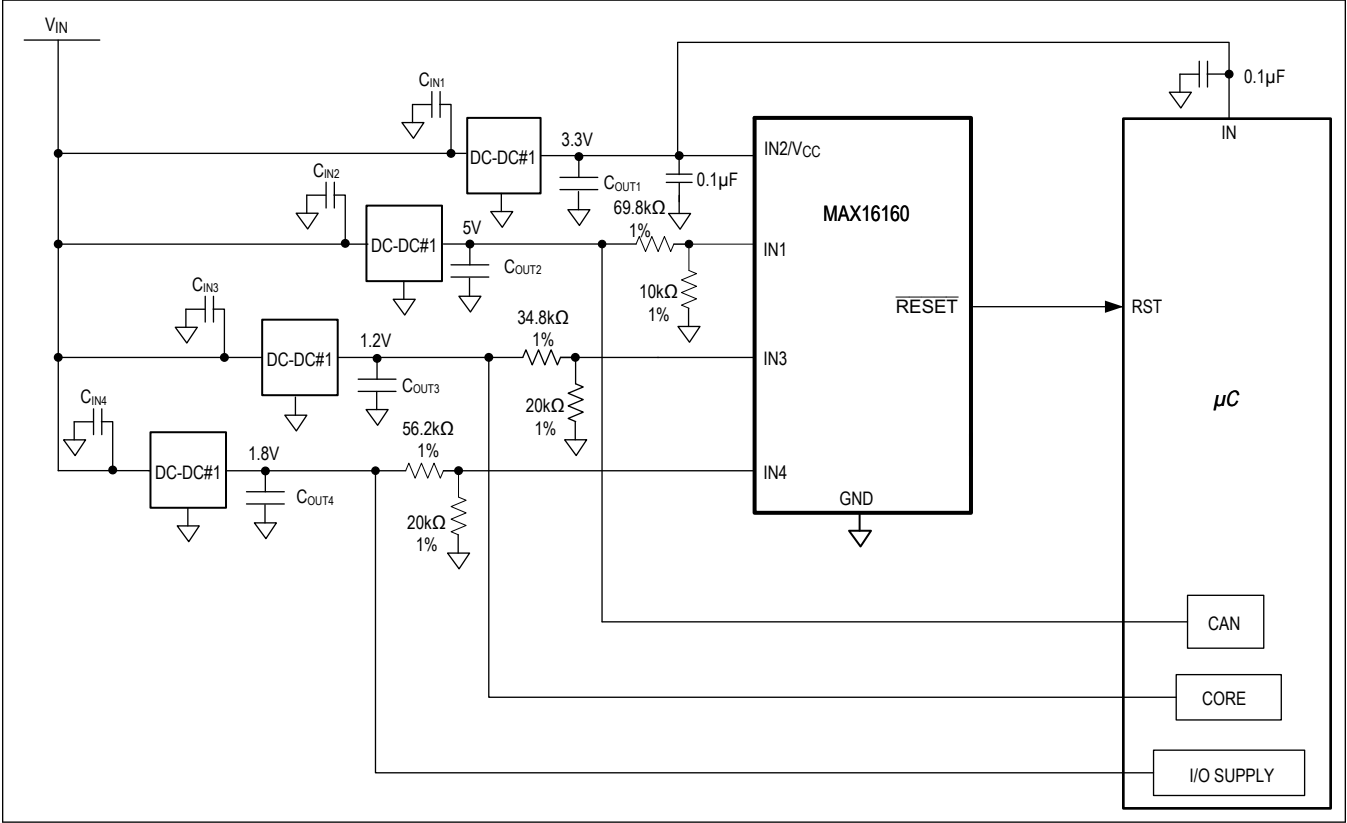 VIN
CIN1
DC-DC#1
3.3V
COUT1
0.1µF
IN2/VCC
0.1µF
IN
CIN2
DC-DC#1
5V
COUT2
69.8kΩ
1%
10kΩ
1%
IN1
MAX16160
RESET
RST
CIN3
DC-DC#1
1.2V
COUT3
34.8kΩ
1%
20kΩ
1%
IN3
µC
CIN4
DC-DC#1
1.8V
COUT4
56.2kΩ
1%
20kΩ
1%
IN4
GND
CAN
CORE
I/O SUPPLY